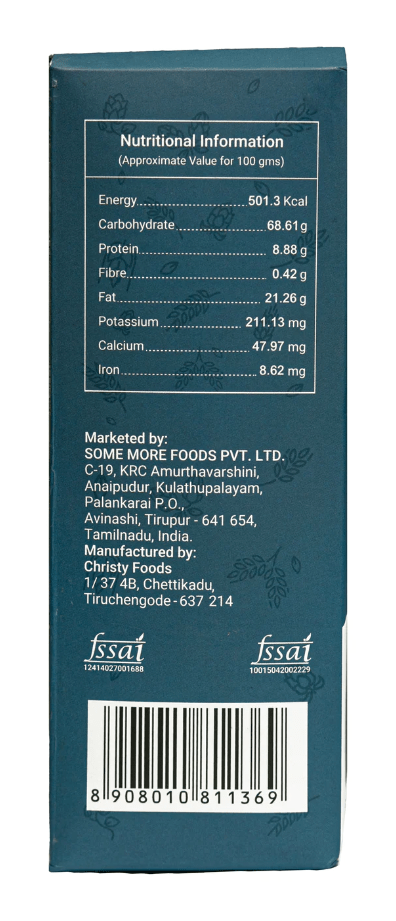 Nutritional Information
(Approximate Value for 100 gms)
Energy 501.3 Kcal
Carbohydrate 68.61 g
Protein 8.88 g
Fibre 0.42 g
Fat 21.26 g
Potassium 211.13 mg
Calcium 47.97 mg
Iron 8.62 mg
Marketed by:
SOME MORE FOODS PVT. LTD.
C-19, KRC Amurthavarshini,
Anaipudur, Kulathupalayam,
Palankarai P.O.,
Avinashi, Tirupur - 641 654,
Tamilnadu, India.
Manufactured by:
Christy Foods
1/ 37 4B, Chettikadu,
Tiruchengode - 637 214
fssai fssai
12414027001688 10015042002229
8 908010 811369